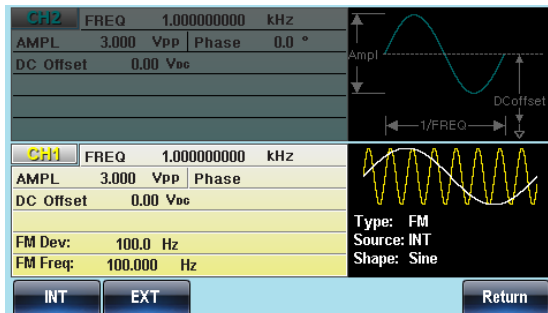 CH2 FREQ 1.000000000 kHz
AMPL 3.000 Vpp Phase 0.0 °
DC Offset 0.00 VDC
Ampl
DCoffset
1/FREQ
CH1 FREQ 1.000000000 kHz
AMPL 3.000 Vpp Phase
DC Offset 0.00 VDC
FM Dev: 100.0 Hz
FM Freq: 100.000 Hz
Type: FM
Source: INT
Shape: Sine
INT EXT Return